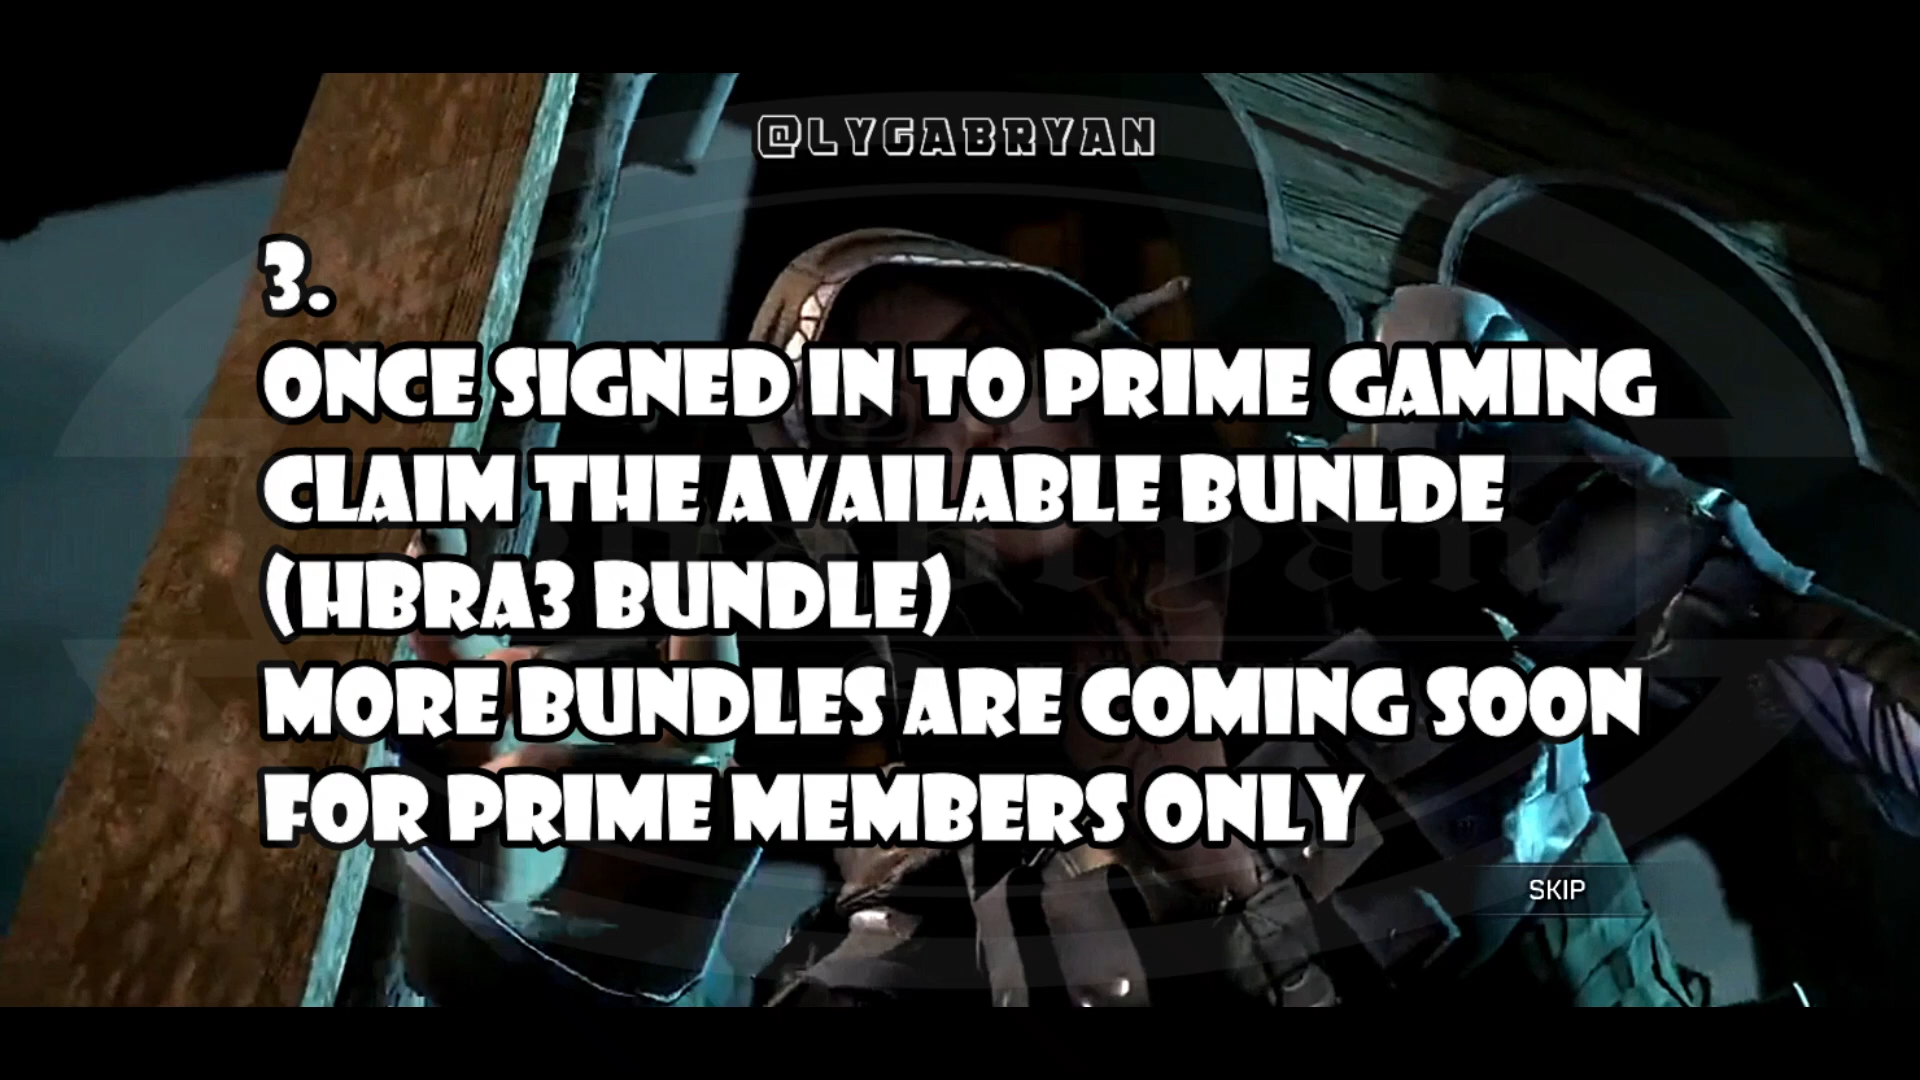 @LYGABRYAN
3.
ONCE SIGNED IN TO PRIME GAMING
CLAIM THE AVAILABLE BUNLDE
(HBRA3 BUNDLE)
MORE BUNDLES ARE COMING SOON
FOR PRIME MEMBERS ONLY
SKIP